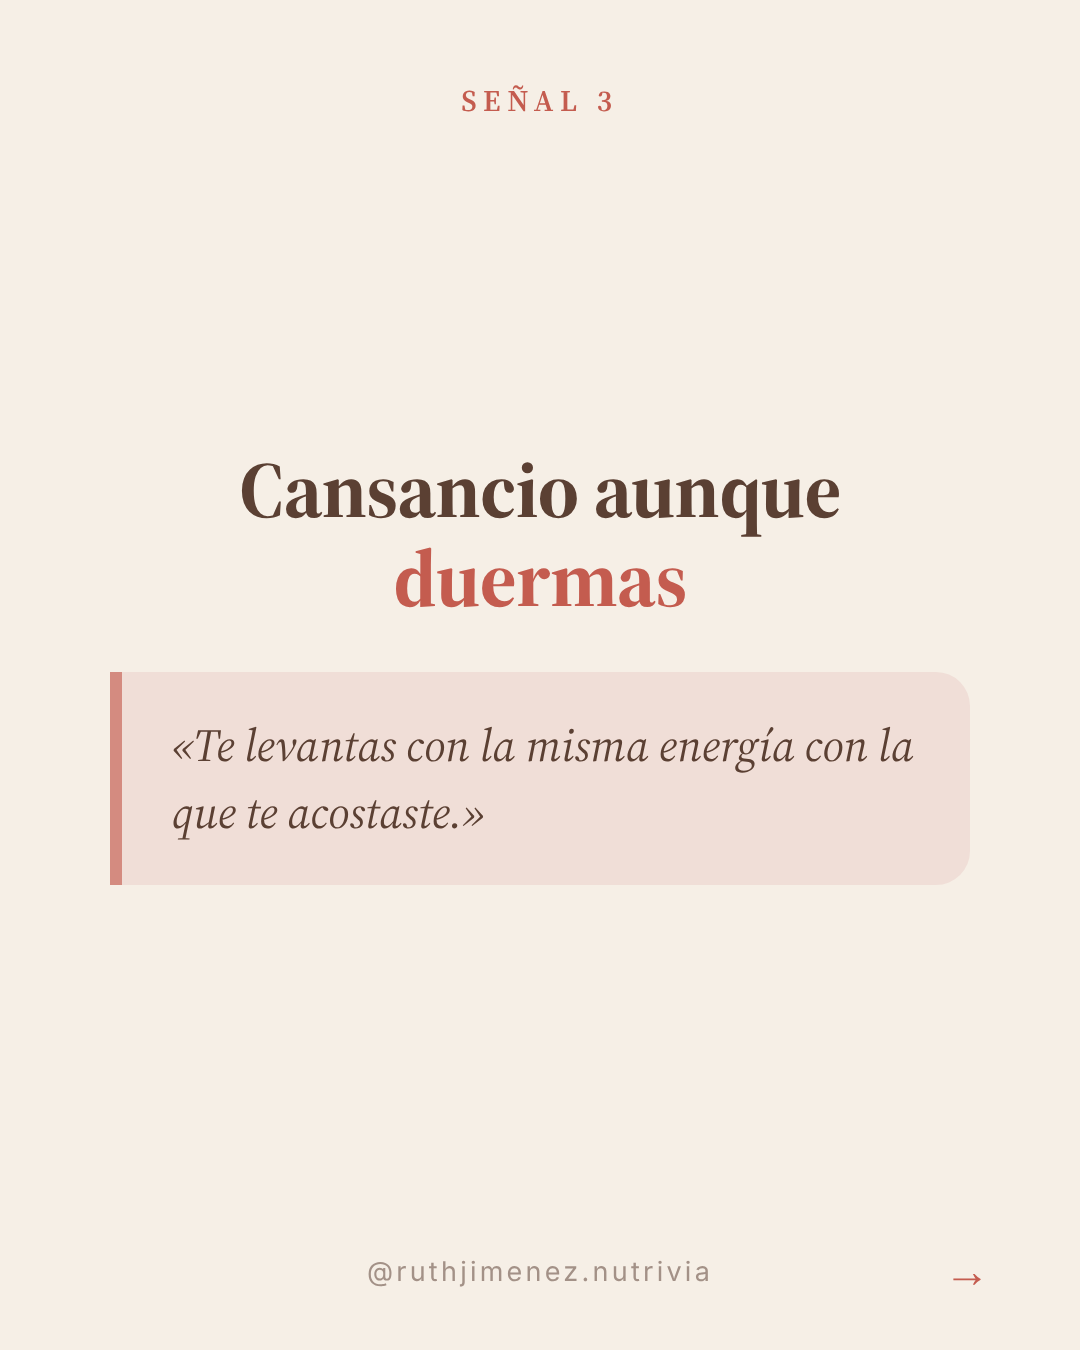 SEÑAL 3
Cansancio aunque
duermas
«Te levantas con la misma energía con la
que te acostaste.»
@ruthjimenez.nutrivia →